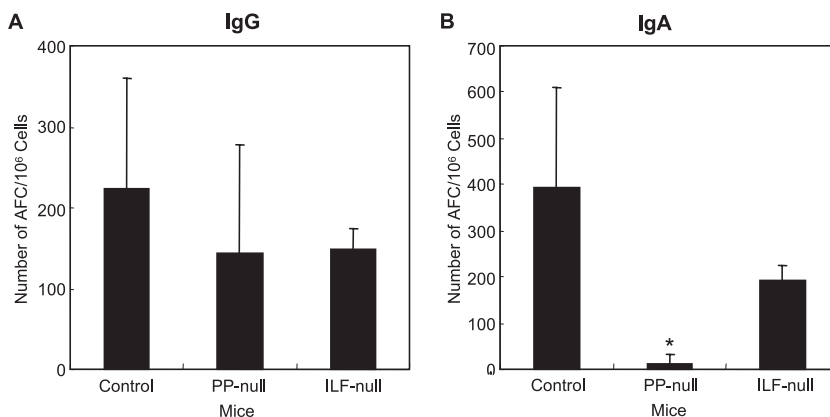 A
IgG
400
300
200
100
0
Number of AFC/10⁶ Cells
Control
PP-null
ILF-null
Mice
B
IgA
700
600
500
400
300
200
100
0
Number of AFC/10⁶ Cells
*
Control
PP-null
ILF-null
Mice